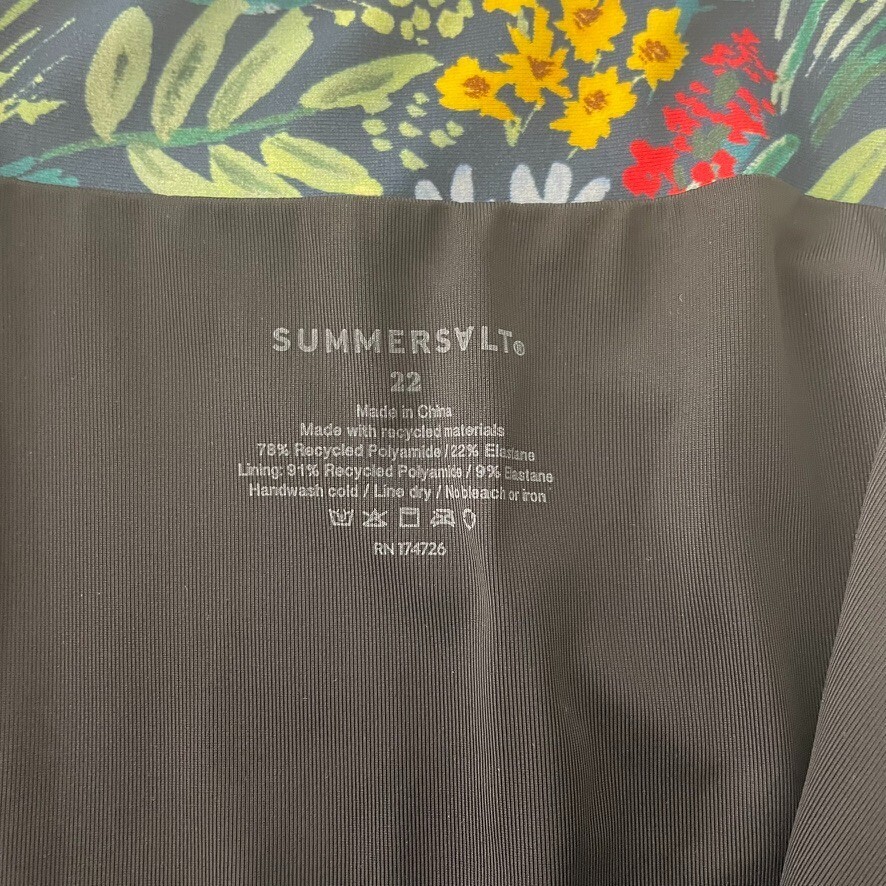 SUMMERSALT®
22
Made in China
Made with recycled materials
78% Recycled Polyamide / 22% Elastane
Lining: 91% Recycled Polyamide / 9% Elastane
Handwash cold / Line dry / No bleach or iron
RN 174726